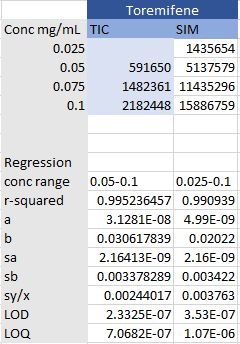 Toremifene
Conc mg/mL TIC SIM
0.025 1435654
0.05 591650 5137579
0.075 1482361 11435296
0.1 2182448 15886759
Regression
conc range 0.05-0.1 0.025-0.1
r-squared 0.995236457 0.990939
a 3.1281E-08 4.99E-09
b 0.030617839 0.02022
sa 2.16413E-09 2.16E-09
sb 0.003378289 0.003422
sy/x 0.00244017 0.003763
LOD 2.3325E-07 3.53E-07
LOQ 7.0682E-07 1.07E-06